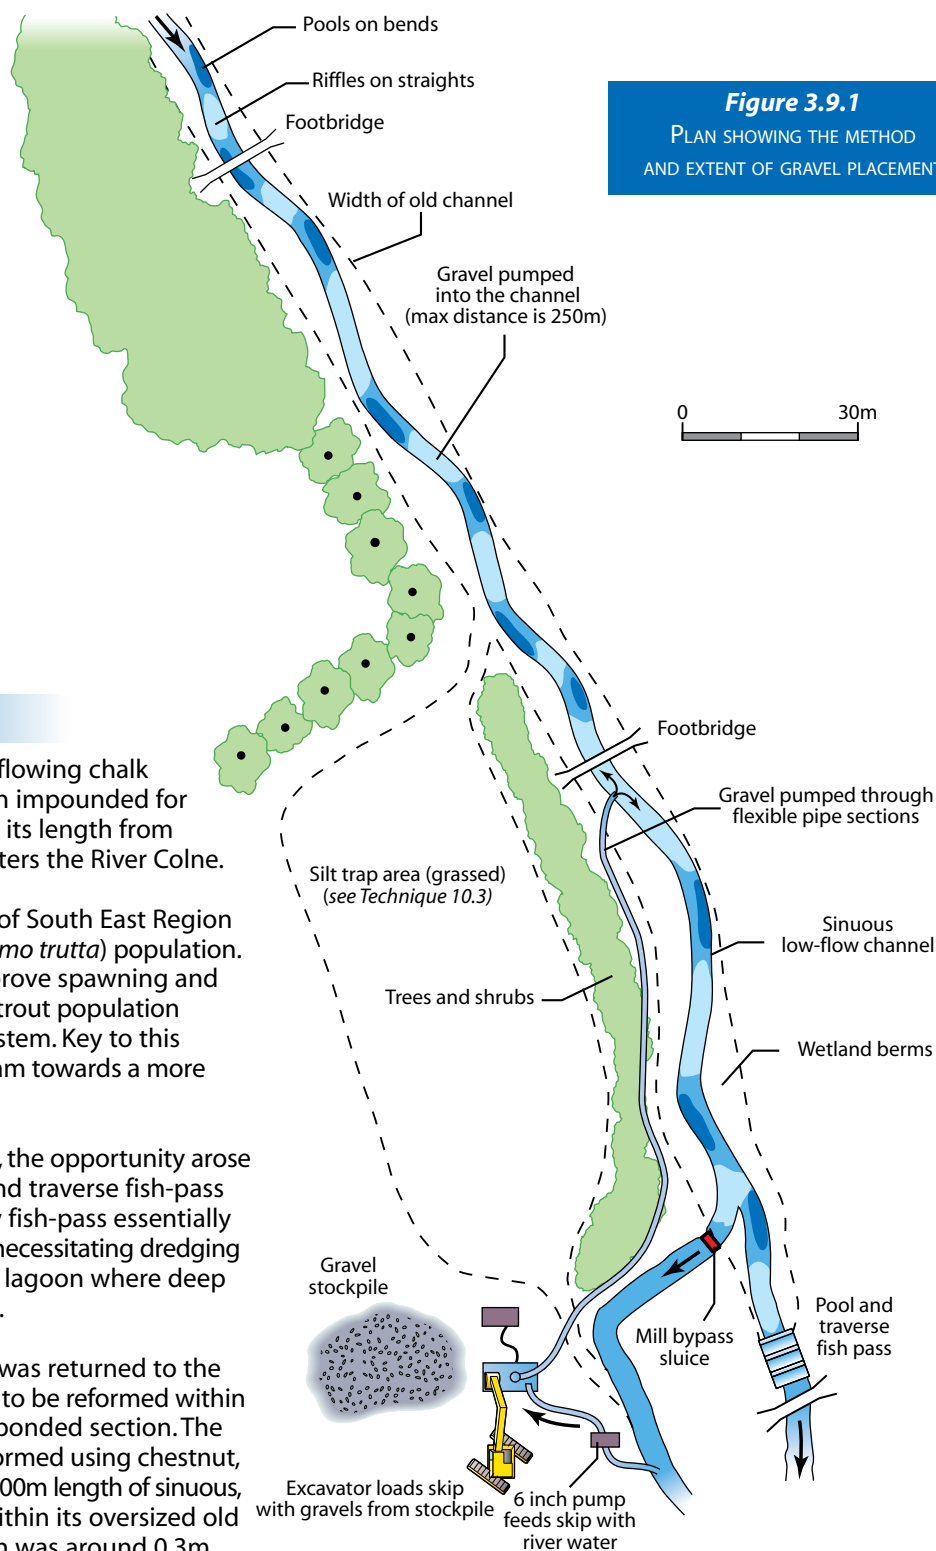 Pools on bends
Riffles on straights
Footbridge
Figure 3.9.1
PLAN SHOWING THE METHOD
AND EXTENT OF GRAVEL PLACEMENT
Width of old channel
Gravel pumped
into the channel
(max distance is 250m)
0 30m
Footbridge
Gravel pumped through
flexible pipe sections
Silt trap area (grassed)
(see Technique 10.3)
Sinuous
low-flow channel
Trees and shrubs
Wetland berms
Gravel
stockpile
Pool and
traverse
fish pass
Mill bypass
sluice
Excavator loads skip
with gravels from stockpile
6 inch pump
feeds skip with
river water
flowing chalk
n impounded for
its length from
ters the River Colne.
of South East Region
mo trutta) population.
prove spawning and
trout population
stem. Key to this
am towards a more
, the opportunity arose
nd traverse fish-pass
fish-pass essentially
necessitating dredging
lagoon where deep
.
was returned to the
to be reformed within
ponded section. The
ormed using chestnut,
00m length of sinuous,
ithin its oversized old
n was around 0.3m